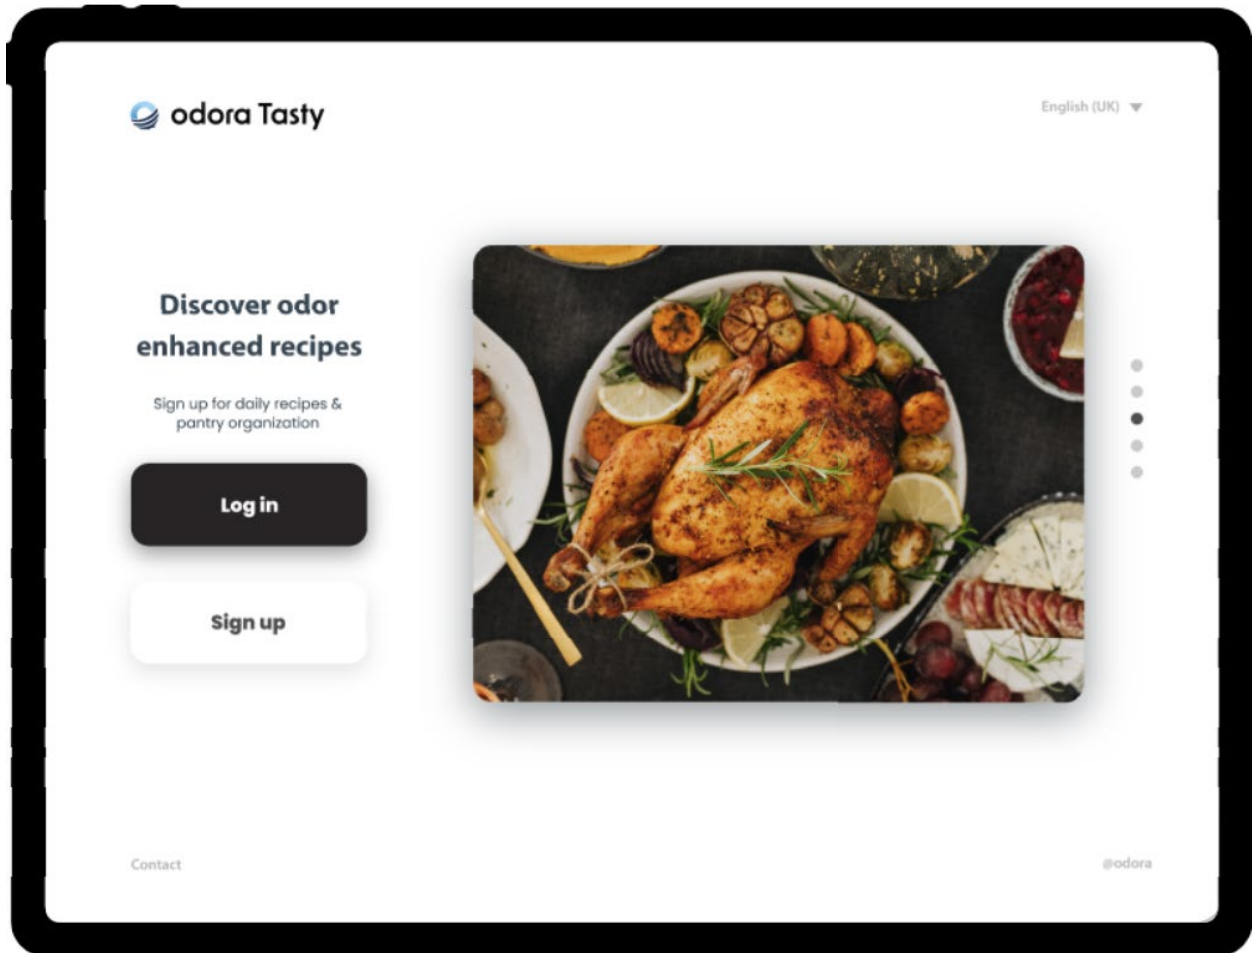 odora Tasty
English (UK)
Discover odor
enhanced recipes
Sign up for daily recipes &
pantry organization
Log in
Sign up
Contact
@odora